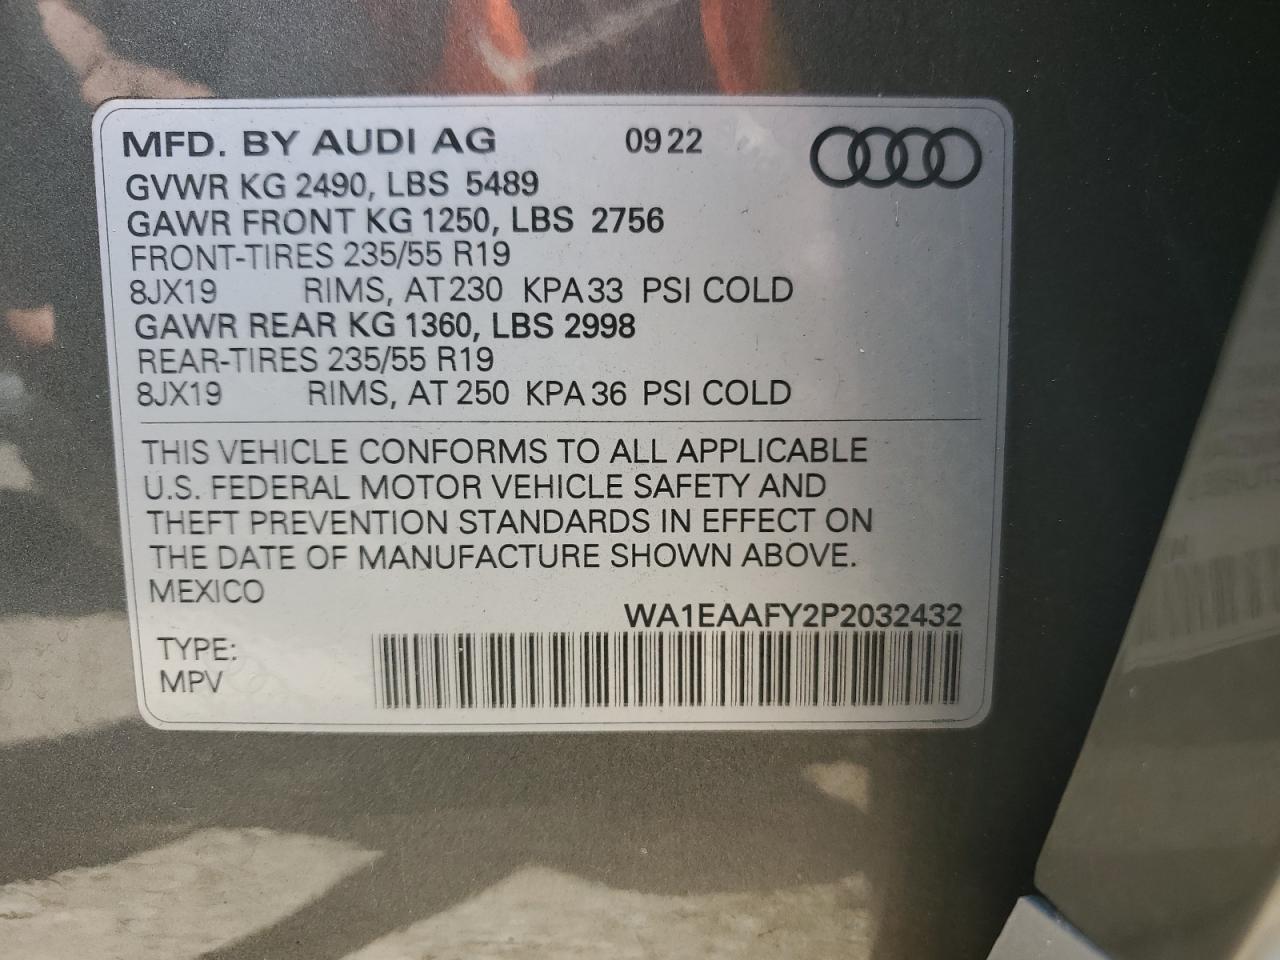 MFD. BY AUDI AG 09 22
GVWR KG 2490, LBS 5489
GAWR FRONT KG 1250, LBS 2756
FRONT-TIRES 235/55 R19
8JX19 RIMS, AT 230 KPA 33 PSI COLD
GAWR REAR KG 1360, LBS 2998
REAR-TIRES 235/55 R19
8JX19 RIMS, AT 250 KPA 36 PSI COLD
THIS VEHICLE CONFORMS TO ALL APPLICABLE
U.S. FEDERAL MOTOR VEHICLE SAFETY AND
THEFT PREVENTION STANDARDS IN EFFECT ON
THE DATE OF MANUFACTURE SHOWN ABOVE.
MEXICO
WA1EAAFY2P2032432
TYPE:
MPV